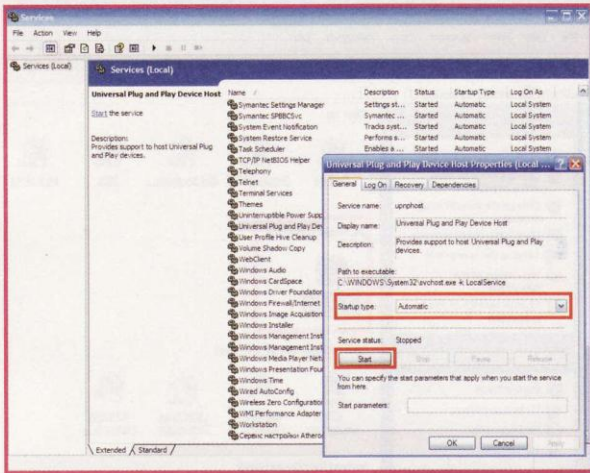 Services
File Action View Help
Services (Local)
Services (Local)
Universal Plug and Play Device Host
Start the service
Description:
Provides support to host Universal Plug
and Play devices.
Name Description Status Startup Type Log On As
Symantec Settings Manager Settings st... Started Automatic Local System
Symantec SPBBCSvc Symantec ... Started Automatic Local System
System Event Notification Tracks syst... Started Automatic Local System
System Restore Service Performs s... Started Automatic Local System
Task Scheduler Enables a ... Started Automatic Local System
TCP/IP NetBIOS Helper
Telephony
Telnet
Terminal Services
Themes
Uninterruptible Power Supp
Universal Plug and Play Dev
User Profile Hive Cleanup
Volume Shadow Copy
WebClient
Windows Audio
Windows CardSpace
Windows Driver Foundation
Windows Firewall/Internet
Windows Image Acquisition
Windows Installer
Windows Management Inst
Windows Management Inst
Windows Media Player Net
Windows Presentation Fou
Windows Time
Wired AutoConfig
Wireless Zero Configuration
WMI Performance Adapter
Workstation
Сервис настройки Athero
Extended Standard
Universal Plug and Play Device Host Properties (Local ...
General Log On Recovery Dependencies
Service name: upnphost
Display name: Universal Plug and Play Device Host
Description: Provides support to host Universal Plug and Play
devices.
Path to executable:
C:\WINDOWS\System32\svchost.exe -k LocalService
Startup type: Automatic
Service status: Stopped
Start Stop Pause Resume
You can specify the start parameters that apply when you start the service
from here.
Start parameters:
OK Cancel Apply